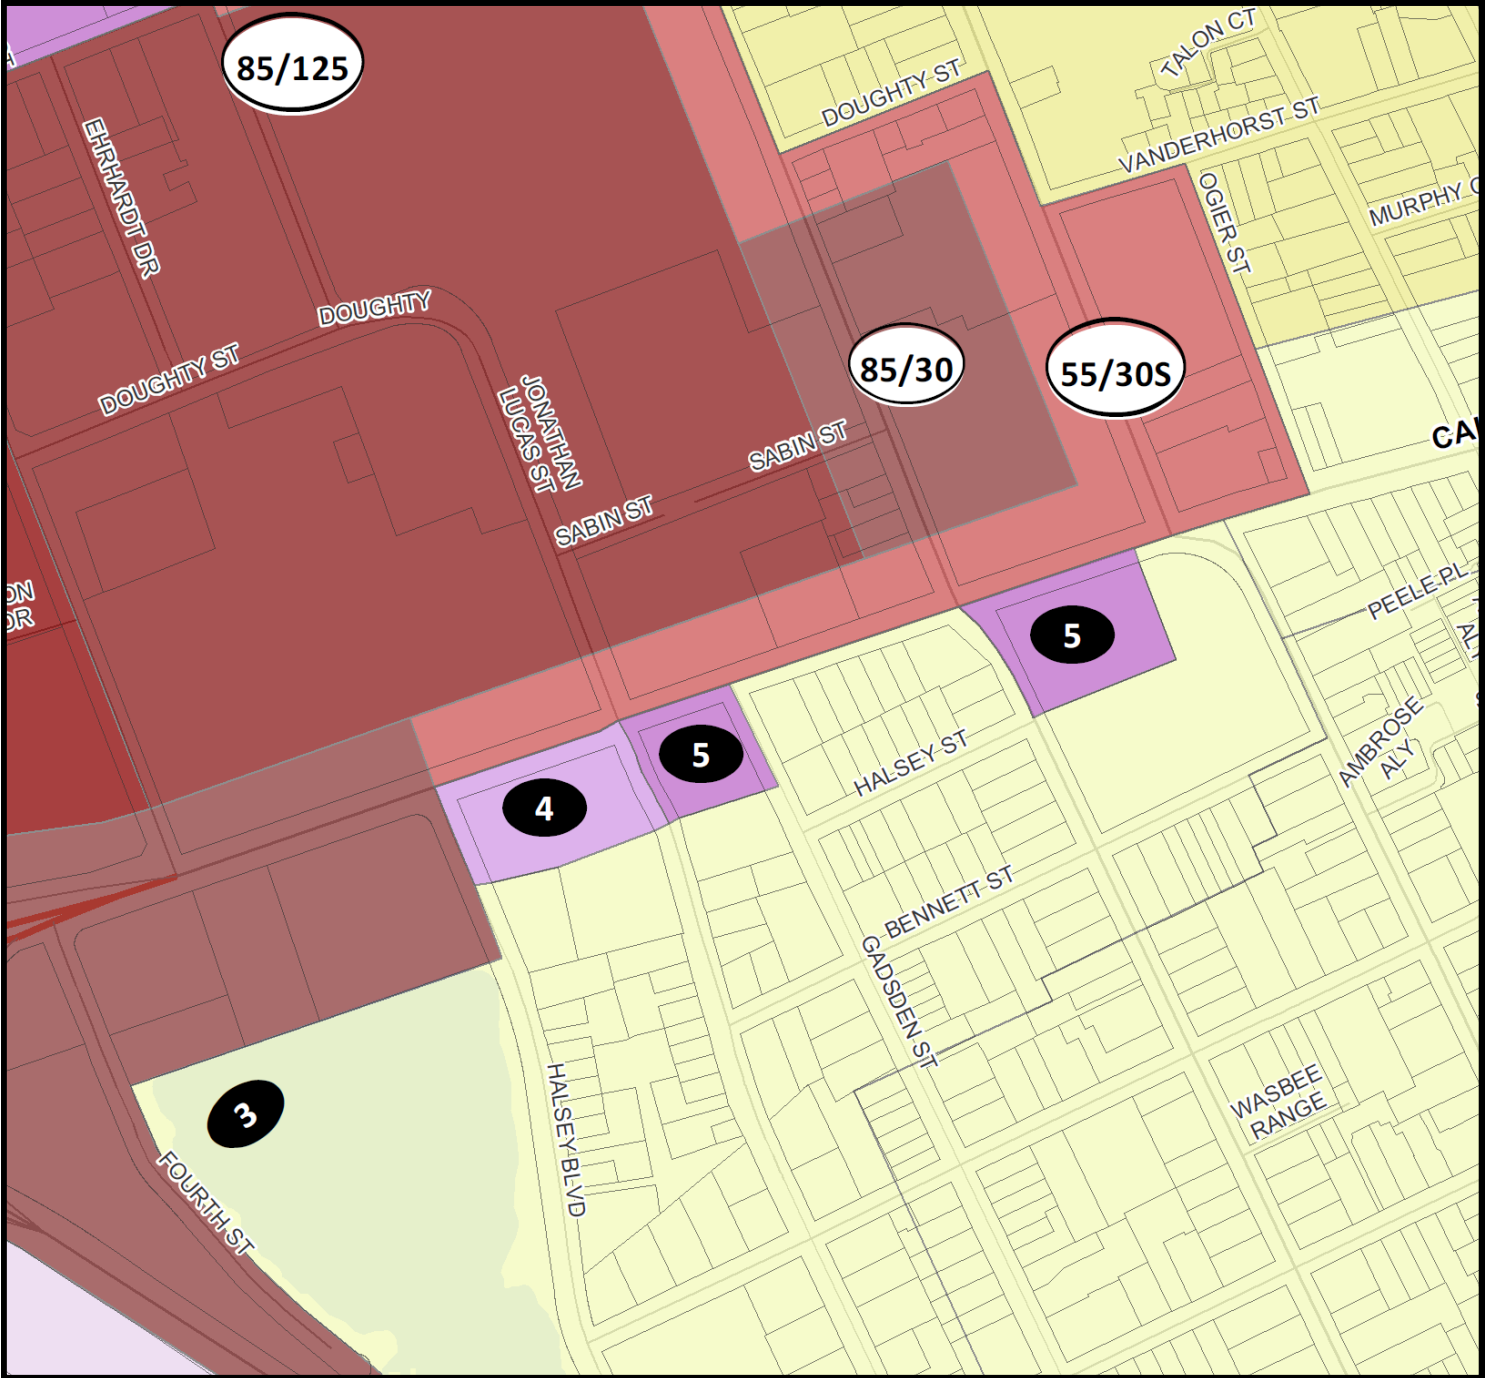 TALON CT
85/125
DOUGHTY ST
VANDERHORST ST
EHRHARDT DR
OGIER ST
MURPHY
DOUGHTY
DOUGHTY ST
85/30
55/30S
JONATHAN
LUCAS ST
SABIN ST
SABIN ST
PEELE PL
5
HALSEY ST
5
AMBROSE
ALY
4
BENNETT ST
GADSDEN ST
HALSEY BLVD
WASBEE
RANGE
3
FOURTH ST
ON
DR